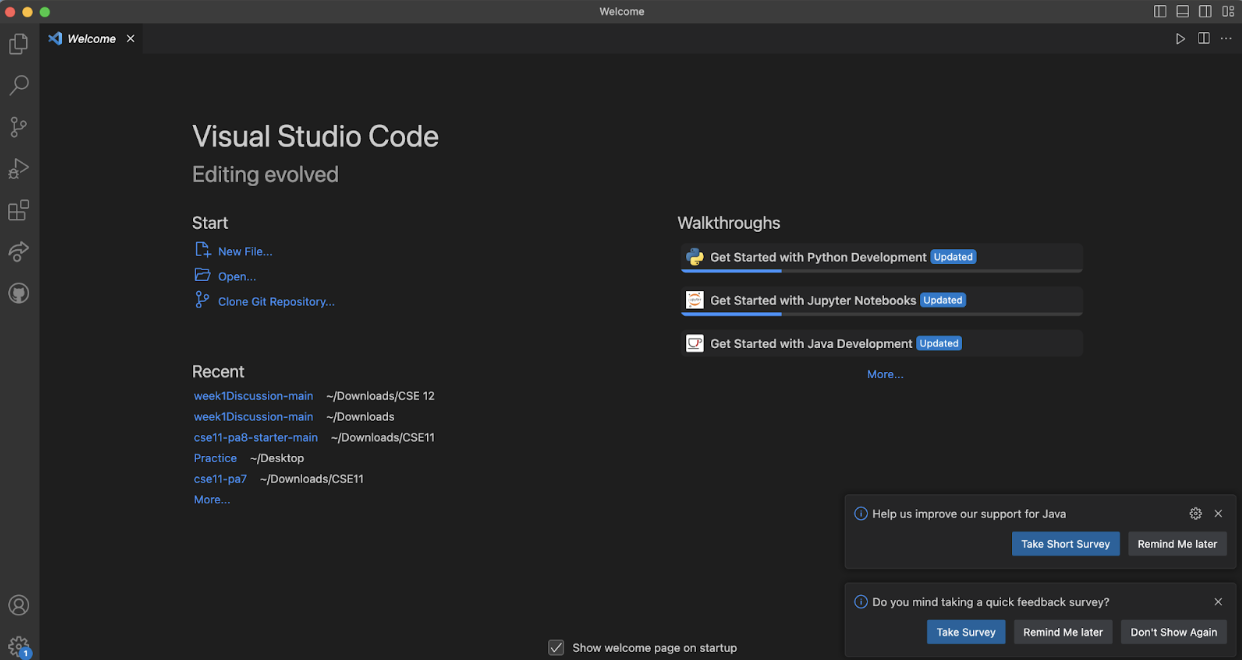 Welcome
Welcome
Visual Studio Code
Editing evolved
Start
New File...
Open...
Clone Git Repository...
Recent
week1Discussion-main ~/Downloads/CSE 12
week1Discussion-main ~/Downloads
cse11-pa8-starter-main ~/Downloads/CSE11
Practice ~/Desktop
cse11-pa7 ~/Downloads/CSE11
More...
Walkthroughs
Get Started with Python Development Updated
Get Started with Jupyter Notebooks Updated
Get Started with Java Development Updated
More...
Help us improve our support for Java
Take Short Survey Remind Me later
Do you mind taking a quick feedback survey?
Take Survey Remind Me later Don't Show Again
1
Show welcome page on startup